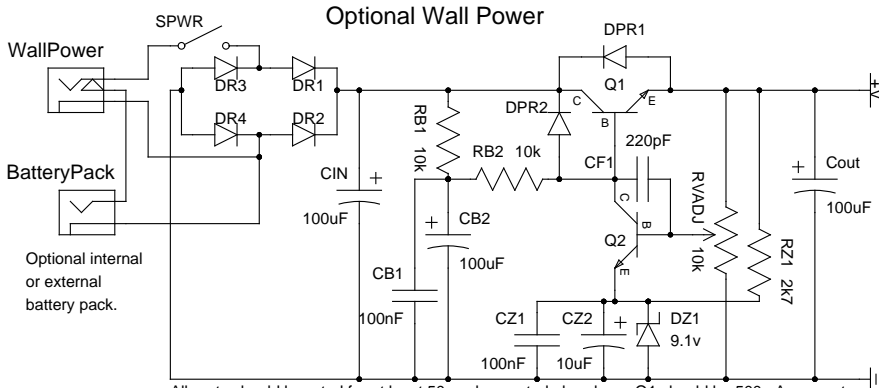 Optional Wall Power
SPWR
WallPower
DR3
DR1
DR4
DR2
BatteryPack
Optional internal
or external
battery pack.
DPR1
Q1
C
E
B
DPR2
RB1
10k
RB2 10k
220pF
CF1
CIN
+
100uF
+
CB2
100uF
CB1
100nF
C
B
Q2
E
RVADJ
10k
RZ1 2k7
+
Cout
100uF
+V
CZ1
100nF
CZ2
+
10uF
DZ1
9.1v